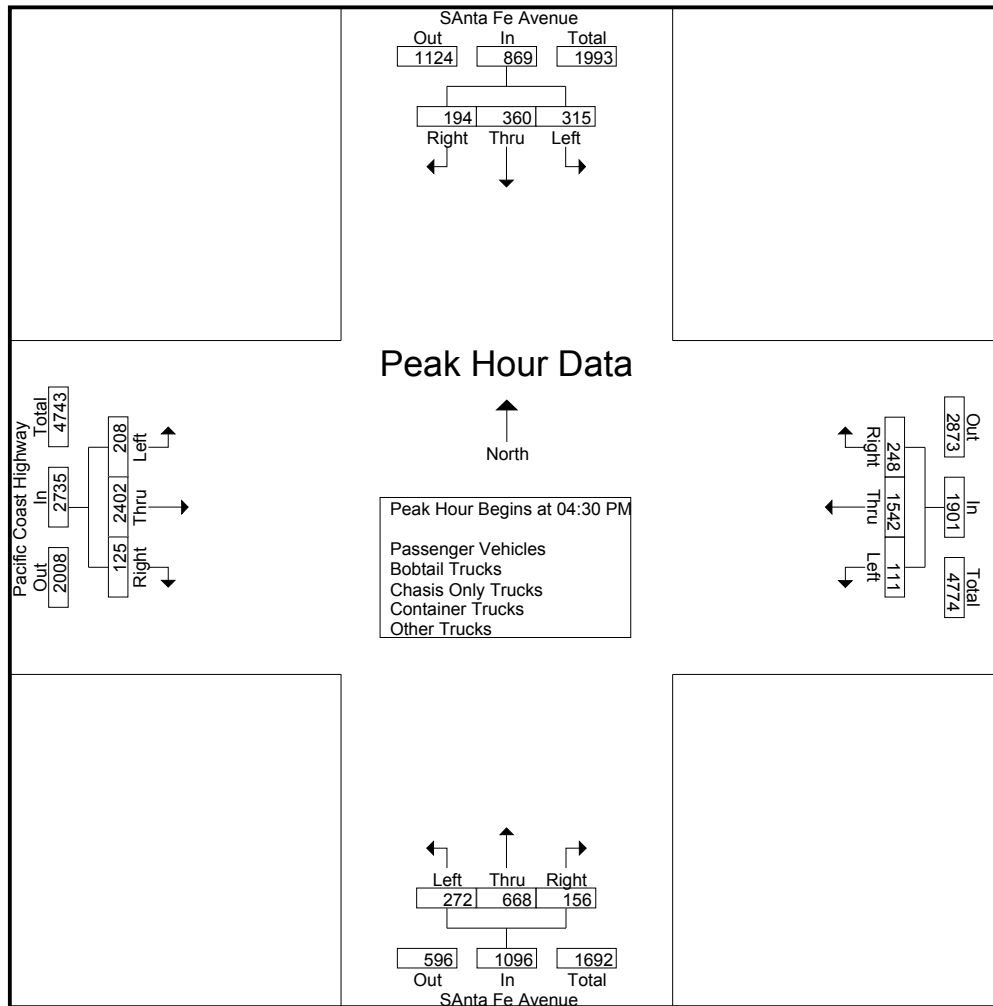 SAnta Fe Avenue
Out In Total
1124 869 1993
194 360 315
Right Thru Left
Peak Hour Data
North
Pacific Coast Highway
Out In Total
2008 2735 4743
125 2402 208
Right Thru Left
Out In Total
2873 1901 4774
248 1542 111
Right Thru Left
Peak Hour Begins at 04:30 PM
Passenger Vehicles
Bobtail Trucks
Chasis Only Trucks
Container Trucks
Other Trucks
Left Thru Right
272 668 156
596 1096 1692
Out In Total
SAnta Fe Avenue